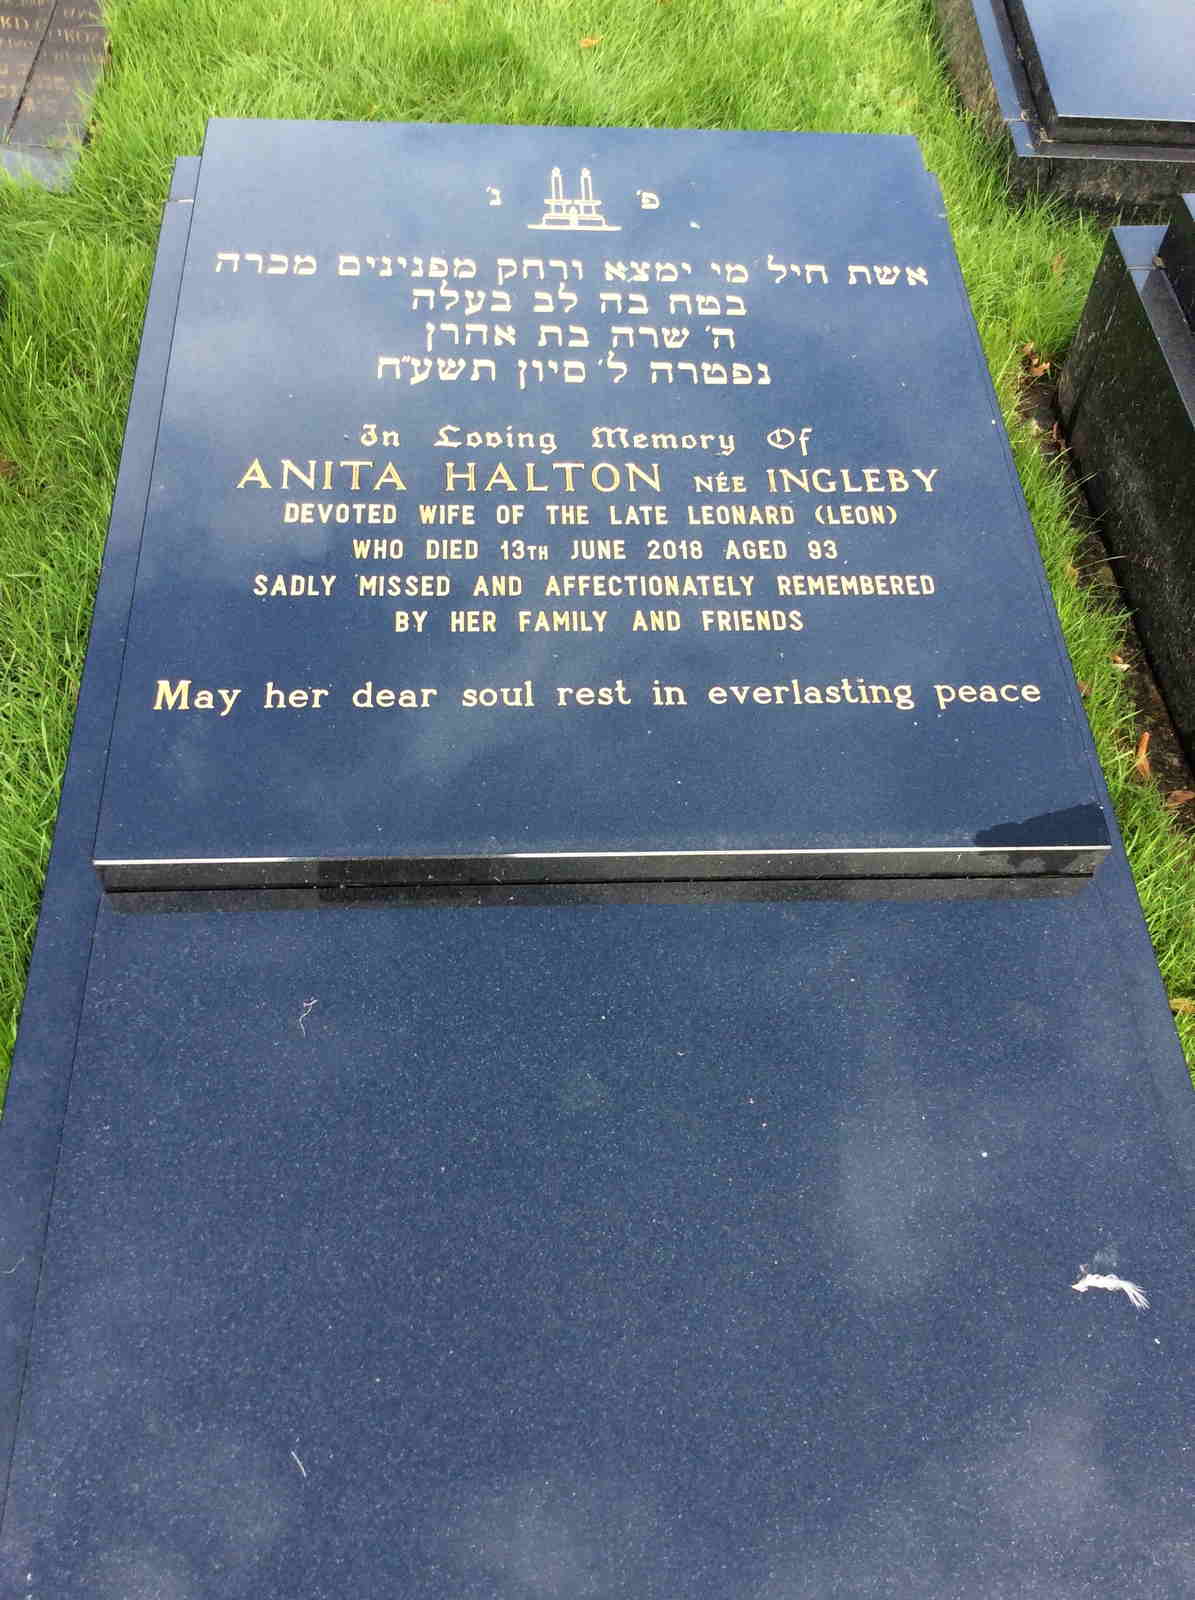 פ' נ'
אשת חיל מי ימצא ורחק מפנינים מכרה
בטח בה לב בעלה
ה' שרה בת אהרן
נפטרה ל' סיון תשע"ח
In Loving Memory Of
ANITA HALTON NÉE INGLEBY
DEVOTED WIFE OF THE LATE LEONARD (LEON)
WHO DIED 13TH JUNE 2018 AGED 93
SADLY MISSED AND AFFECTIONATELY REMEMBERED
BY HER FAMILY AND FRIENDS
May her dear soul rest in everlasting peace